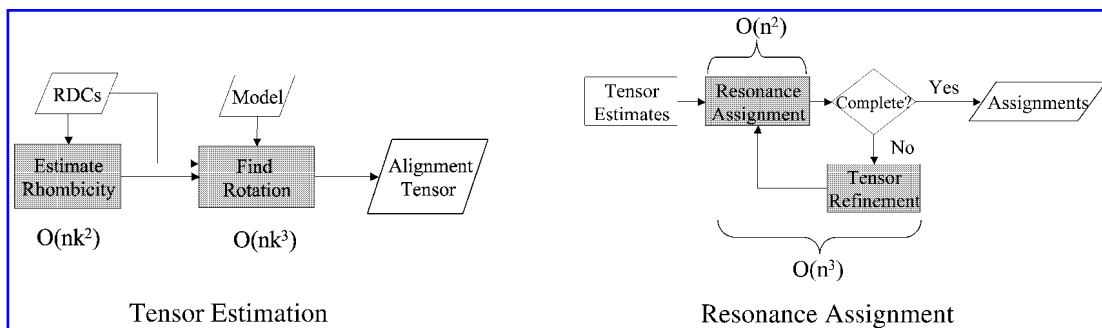 RDCs
Model
Estimate
Rhombicity
Find
Rotation
Alignment
Tensor
O(nk²)
O(nk³)
Tensor Estimation
O(n²)
Tensor
Estimates
Resonance
Assignment
Complete?
Yes
Assignments
No
Tensor
Refinement
O(n³)
Resonance Assignment